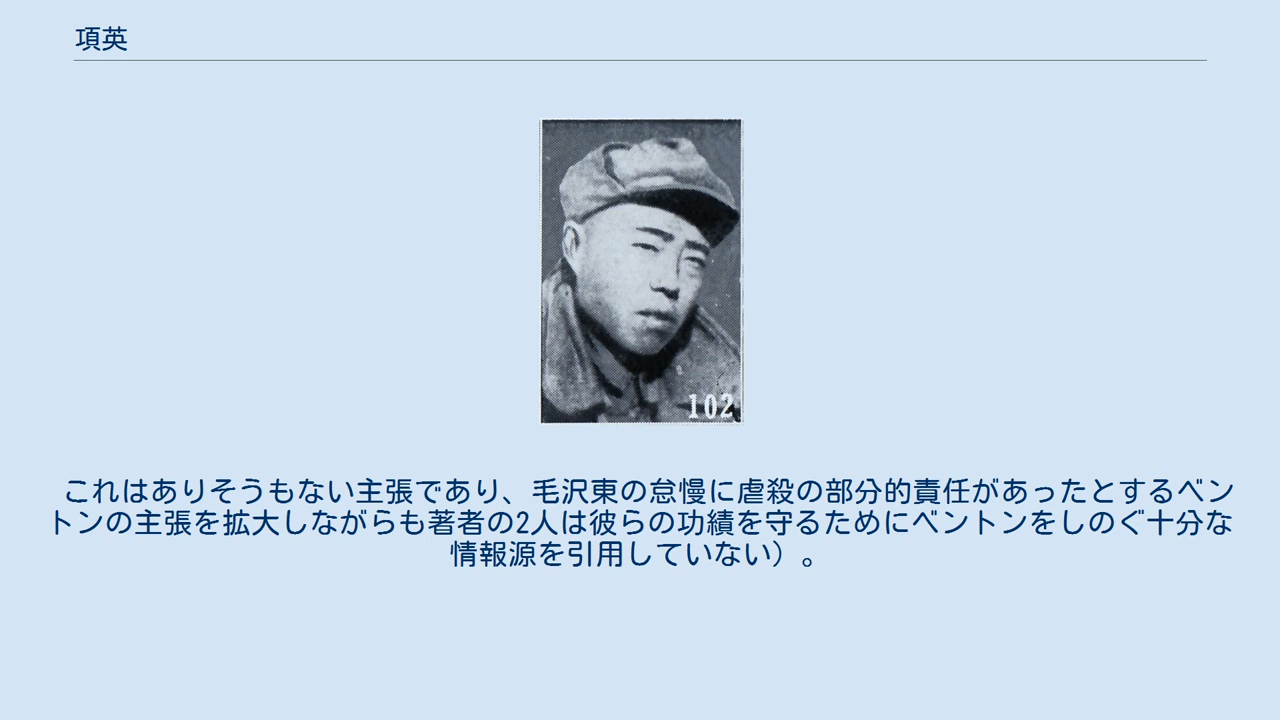 項英
102
これはありそうもない主張であり、毛沢東の怠慢に虐殺の部分的責任があったとするベン
トンの主張を拡大しながらも著者の2人は彼らの功績を守るためにベントンをしのぐ十分な
情報源を引用していない）。